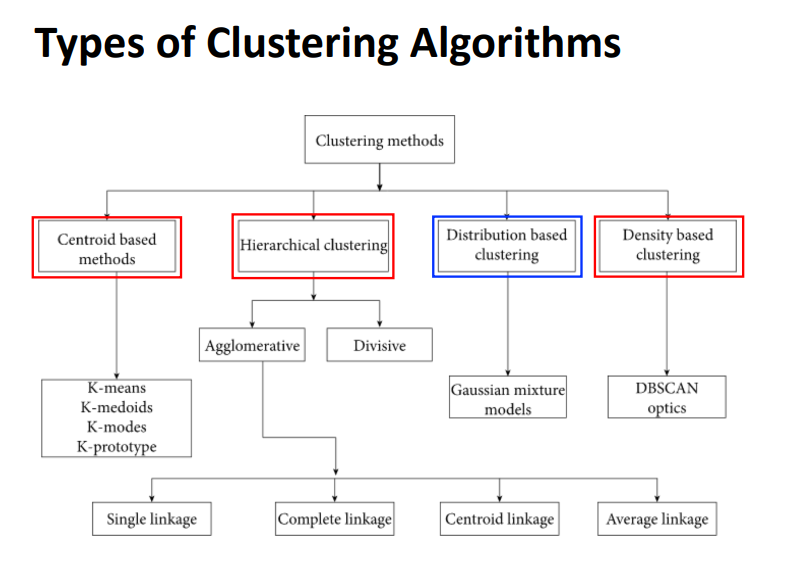 Types of Clustering Algorithms
Clustering methods
Centroid based
methods
Hierarchical clustering
Distribution based
clustering
Density based
clustering
Agglomerative
Divisive
K-means
K-medoids
K-modes
K-prototype
Gaussian mixture
models
DBSCAN
optics
Single linkage
Complete linkage
Centroid linkage
Average linkage